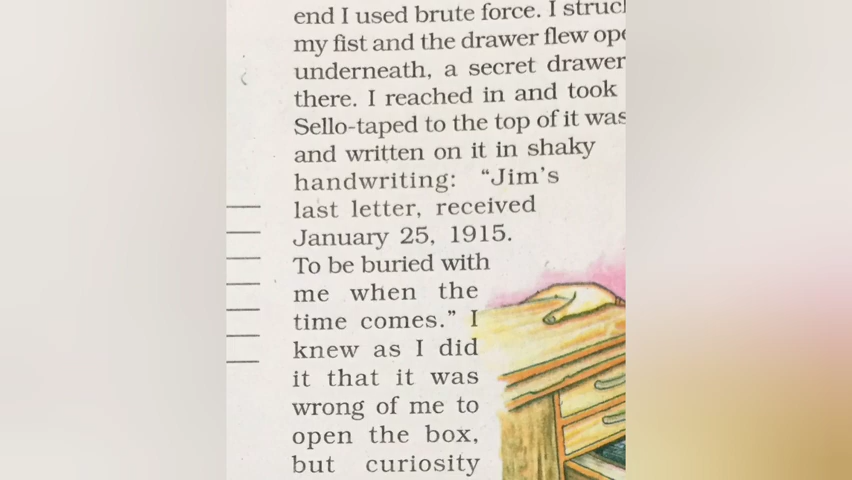 end I used brute force. I struck
my fist and the drawer flew
underneath, a secret drawer
there. I reached in and took
Sello-taped to the top of it was
and written on it in shaky
handwriting: “Jim’s
last letter, received
January 25, 1915.
To be buried with
me when the
time comes.” I
knew as I did
it that it was
wrong of me to
open the box,
but curiosity